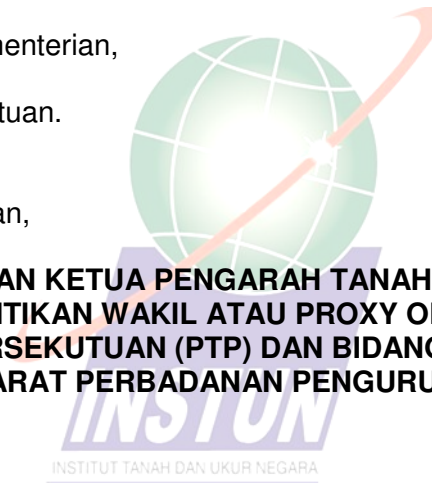 menterian,
tuan.
an,
AN KETUA PENGARAH TANAH
TIKAN WAKIL ATAU PROXY O
RSEKUTUAN (PTP) DAN BIDANG
ARAT PERBADANAN PENGURU
INSTUN
INSTITUT TANAH DAN UKUR NEGARA